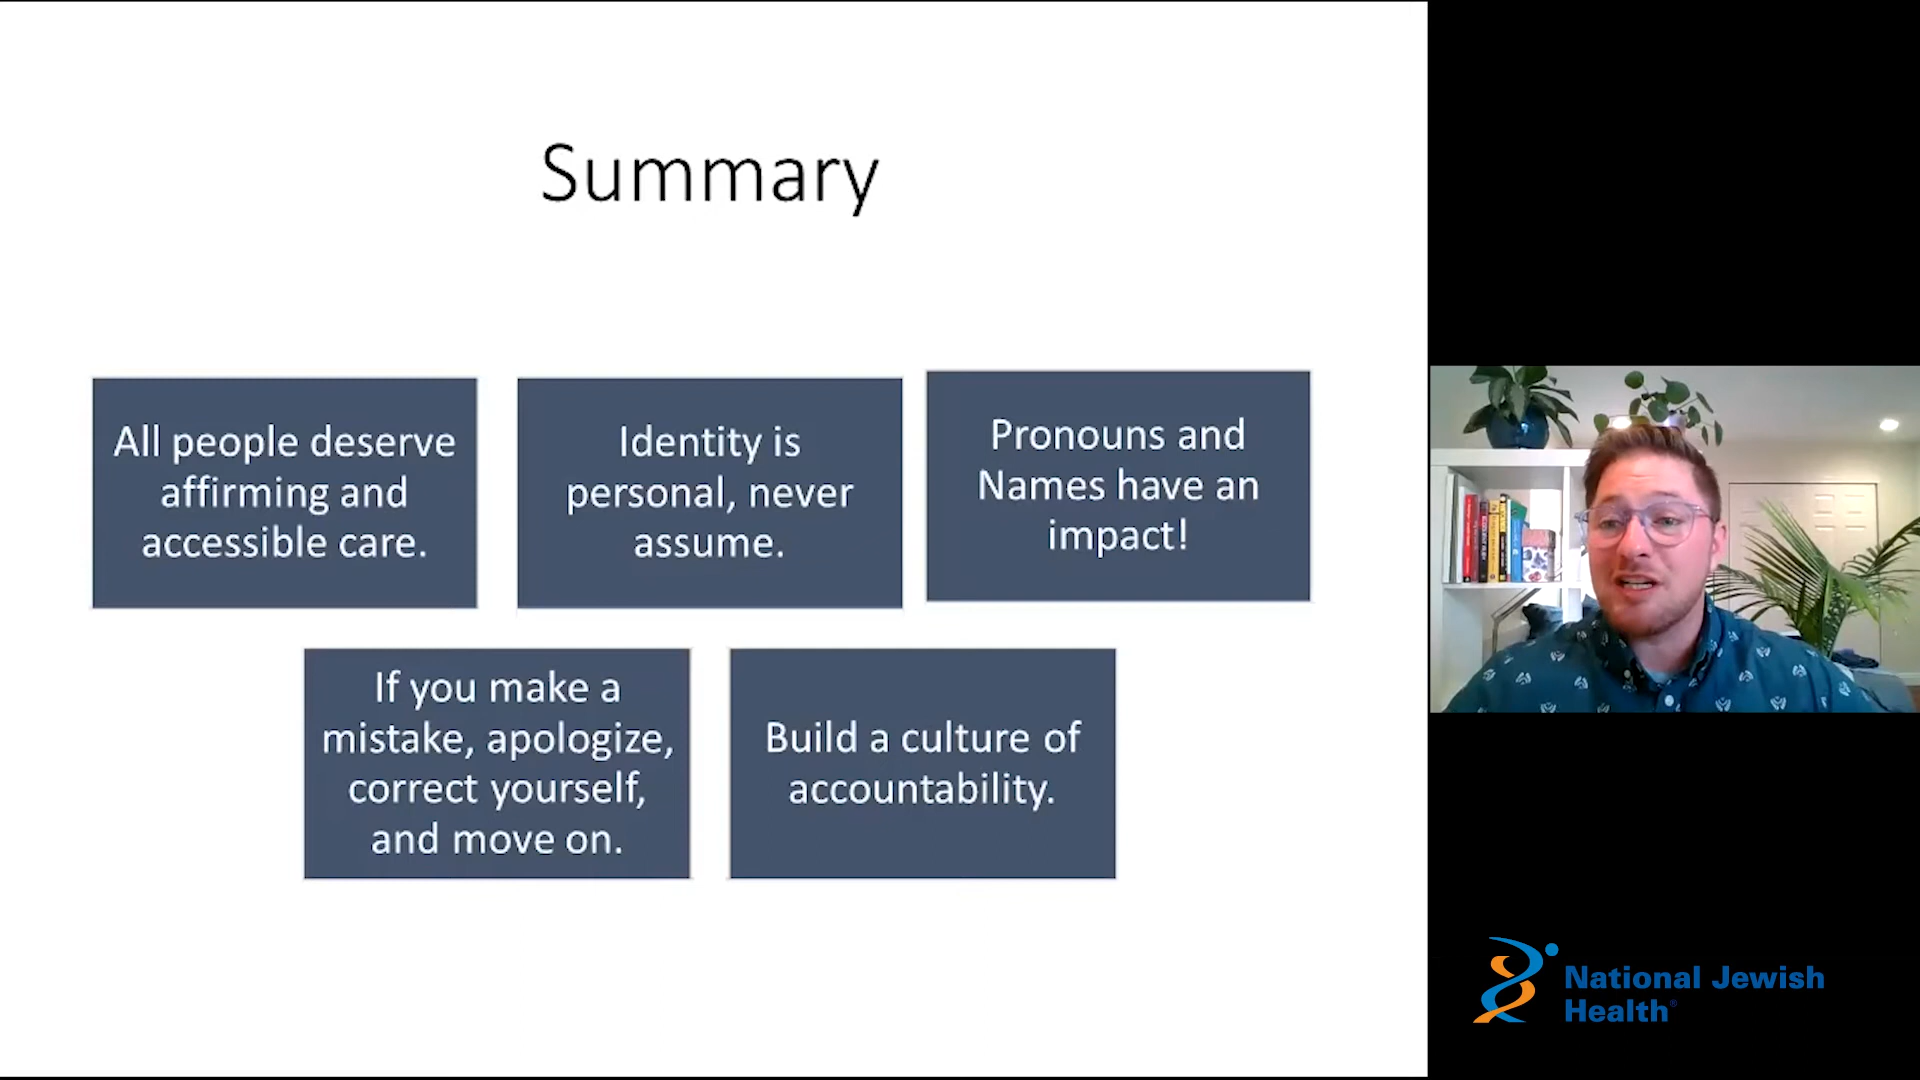 Summary
All people deserve
affirming and
accessible care.
Identity is
personal, never
assume.
Pronouns and
Names have an
impact!
If you make a
mistake, apologize,
correct yourself,
and move on.
Build a culture of
accountability.
National Jewish
Health®